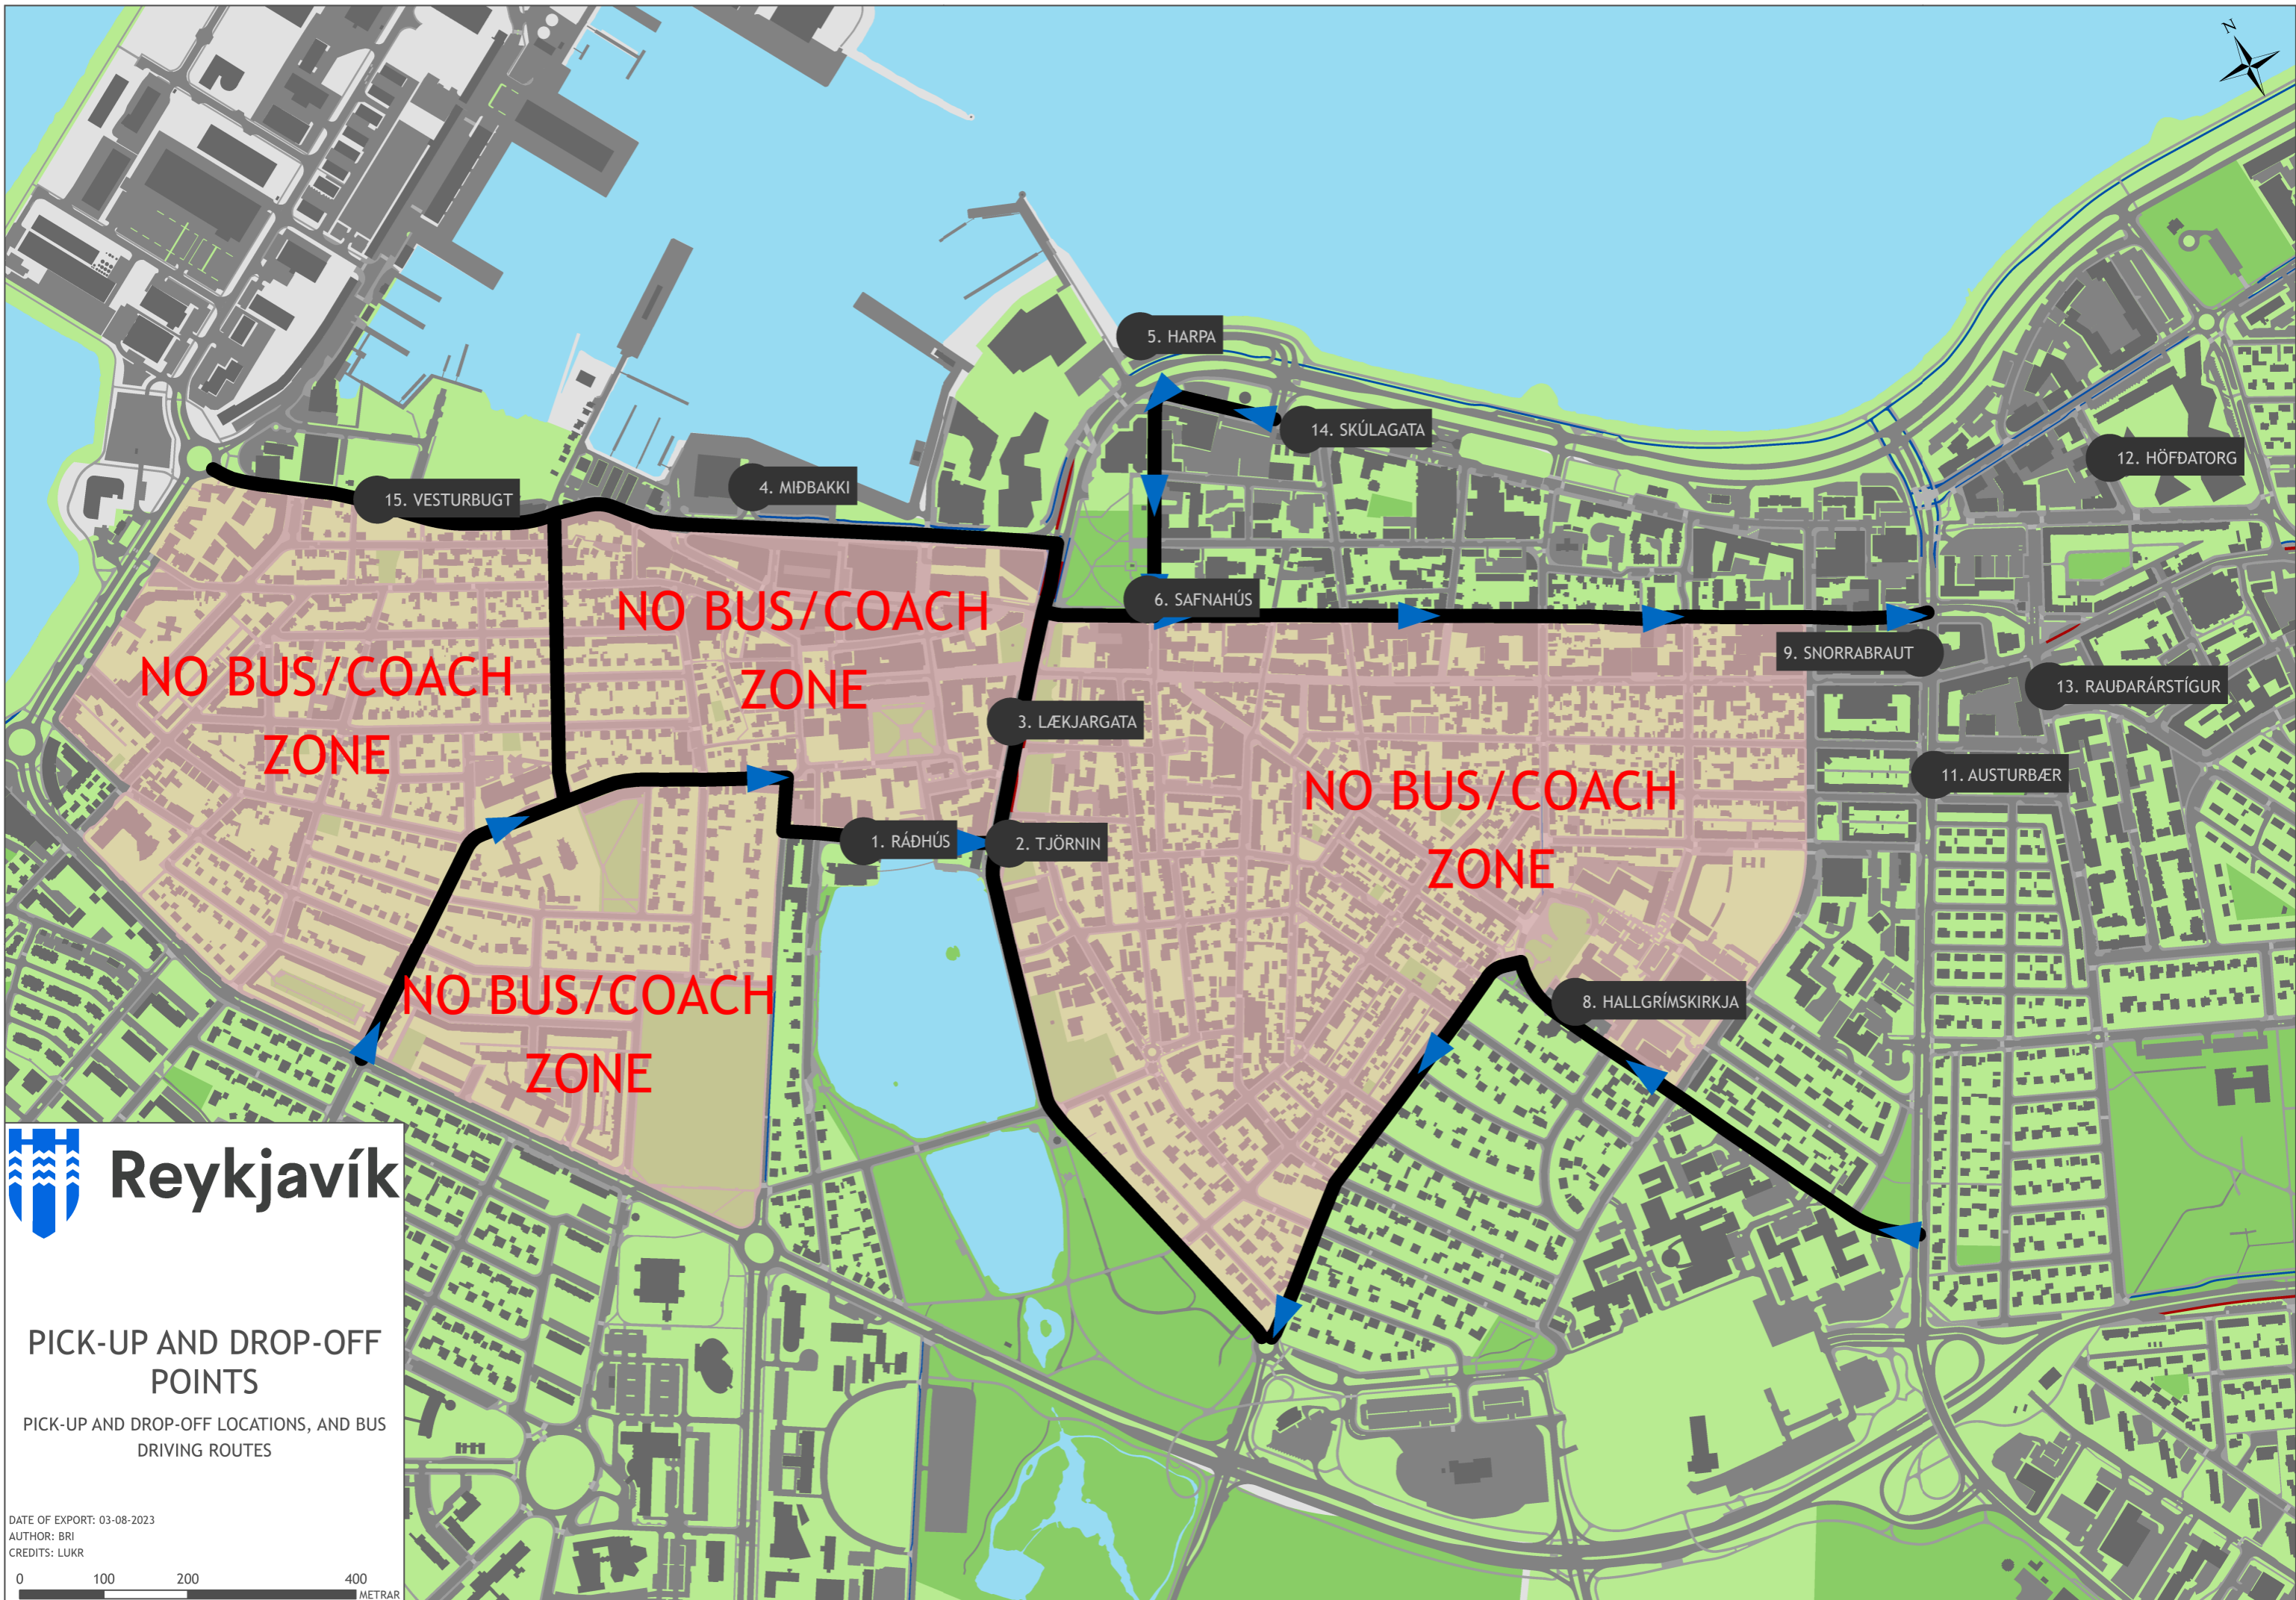 N
5. HARPA
14. SKÚLAGATA
12. HÖFÐATORG
4. MIÐBAKKI
15. VESTURBUGT
6. SAFNAHÚS
NO BUS/COACH
ZONE
NO BUS/COACH
ZONE
9. SNORRABRAUT
13. RAUÐARÁRSTÍGUR
3. LÆKJARGATA
11. AUSTURBÆR
NO BUS/COACH
ZONE
1. RÁÐHÚS
2. TJÖRNIN
NO BUS/COACH
ZONE
8. HALLGRÍMSKIRKJA
Reykjavík
PICK-UP AND DROP-OFF
POINTS
PICK-UP AND DROP-OFF LOCATIONS, AND BUS
DRIVING ROUTES
DATE OF EXPORT: 03-08-2023
AUTHOR: BRI
CREDITS: LUKR
0 100 200 400
METRAR